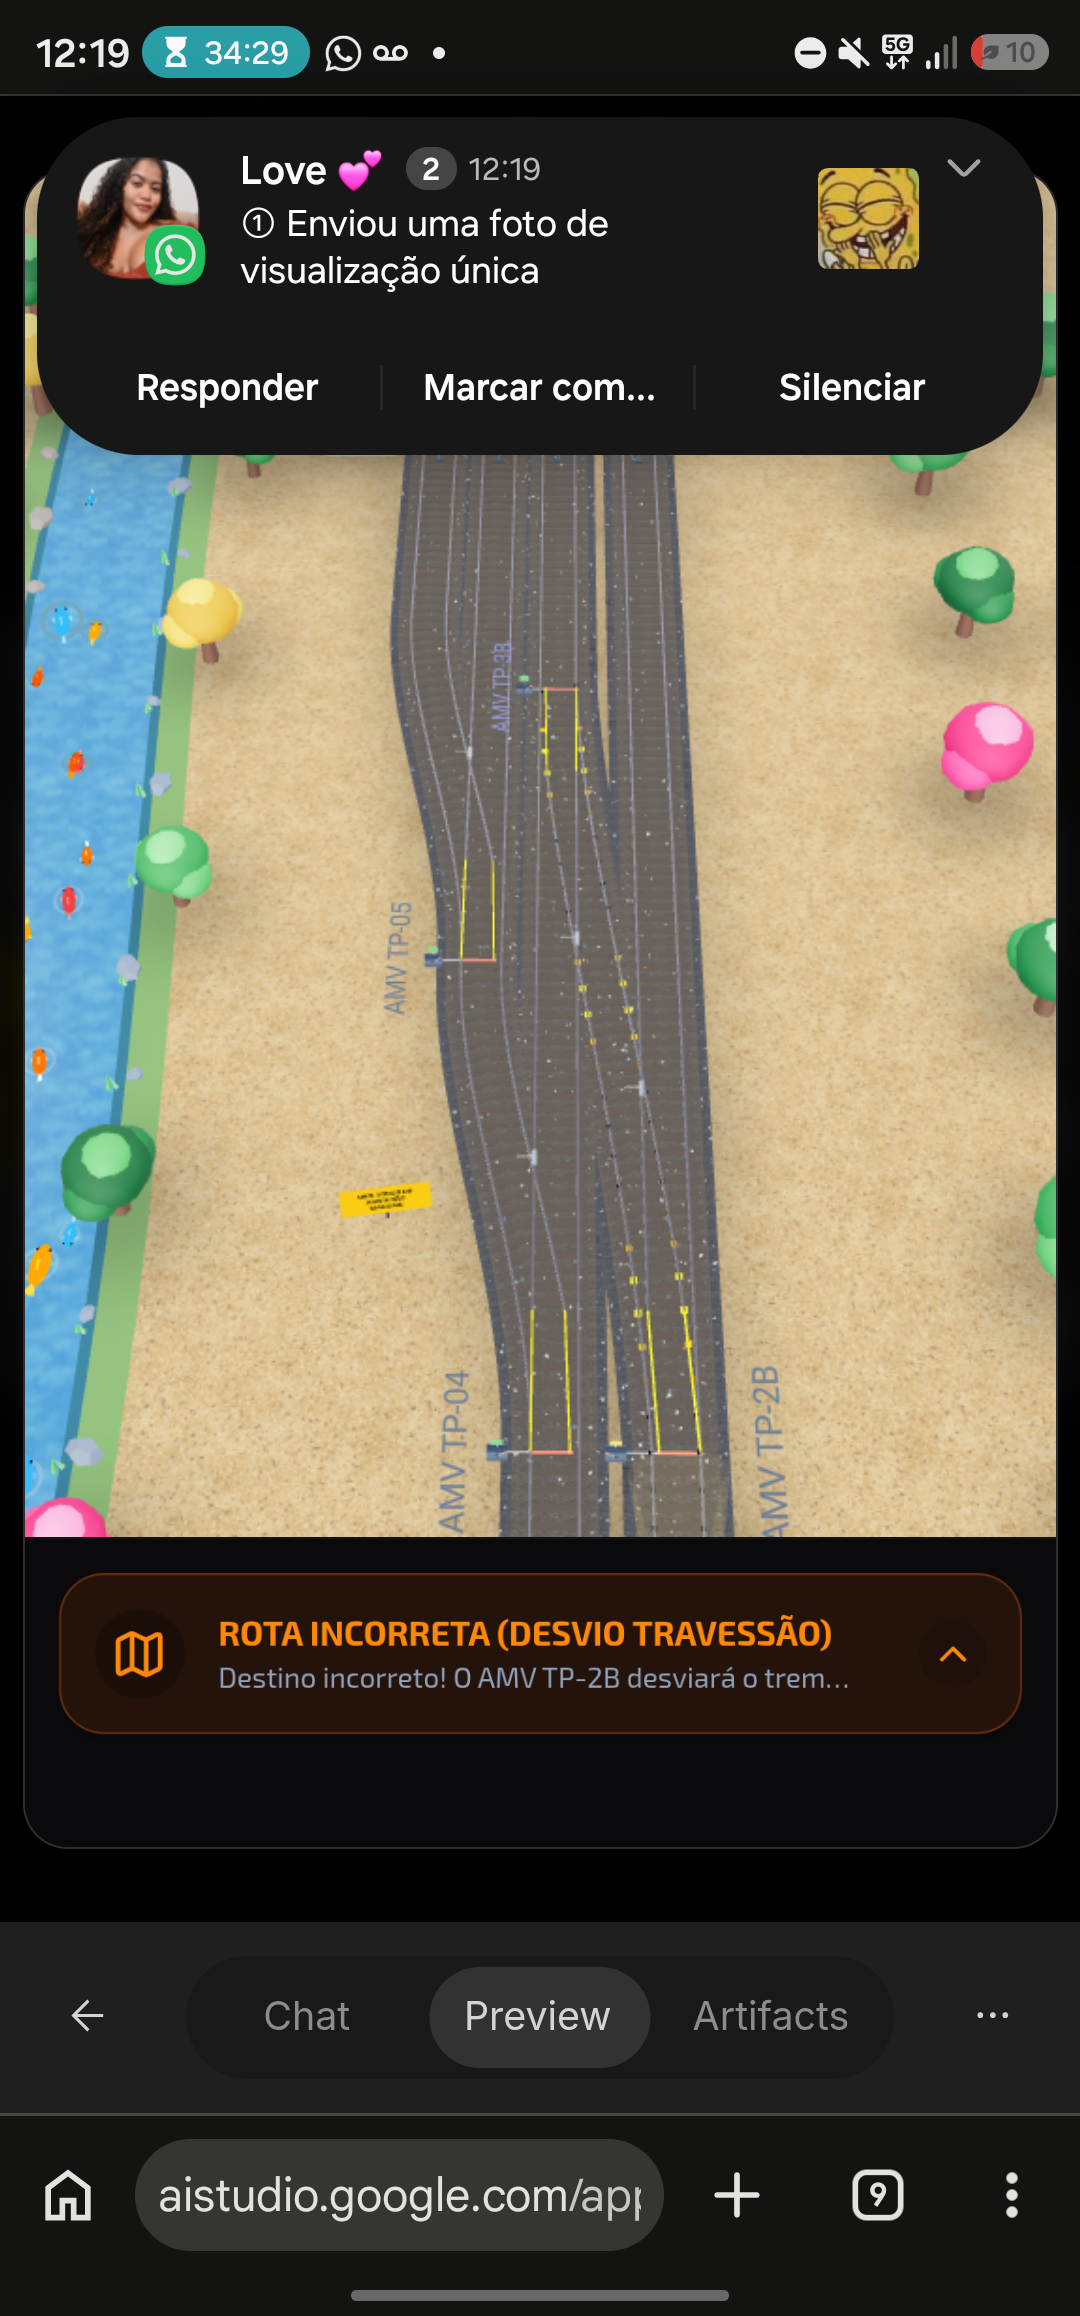 12:19 34:29 5G 10
Love 2 12:19
① Enviou uma foto de
visualização única
Responder Marcar com... Silenciar
AMV TP-3B
AMV TP-05
AMV TP-04
AMV TP-2B
ROTA INCORRETA (DESVIO TRAVESSÃO)
Destino incorreto! O AMV TP-2B desviará o trem...
Chat Preview Artifacts
aistudio.google.com/app 9